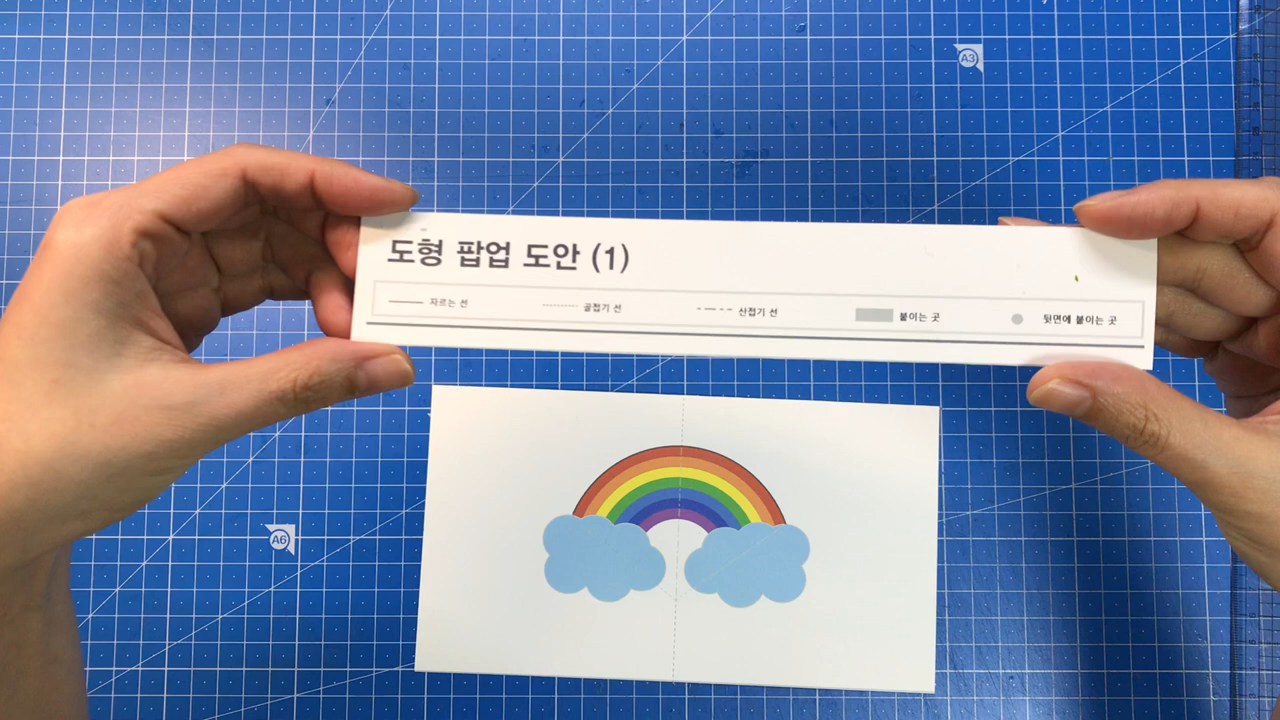 도형 팝업 도안 (1)
자르는 선 골접기 선 산접기 선 붙이는 곳 뒷면에 붙이는 곳
A3
A6